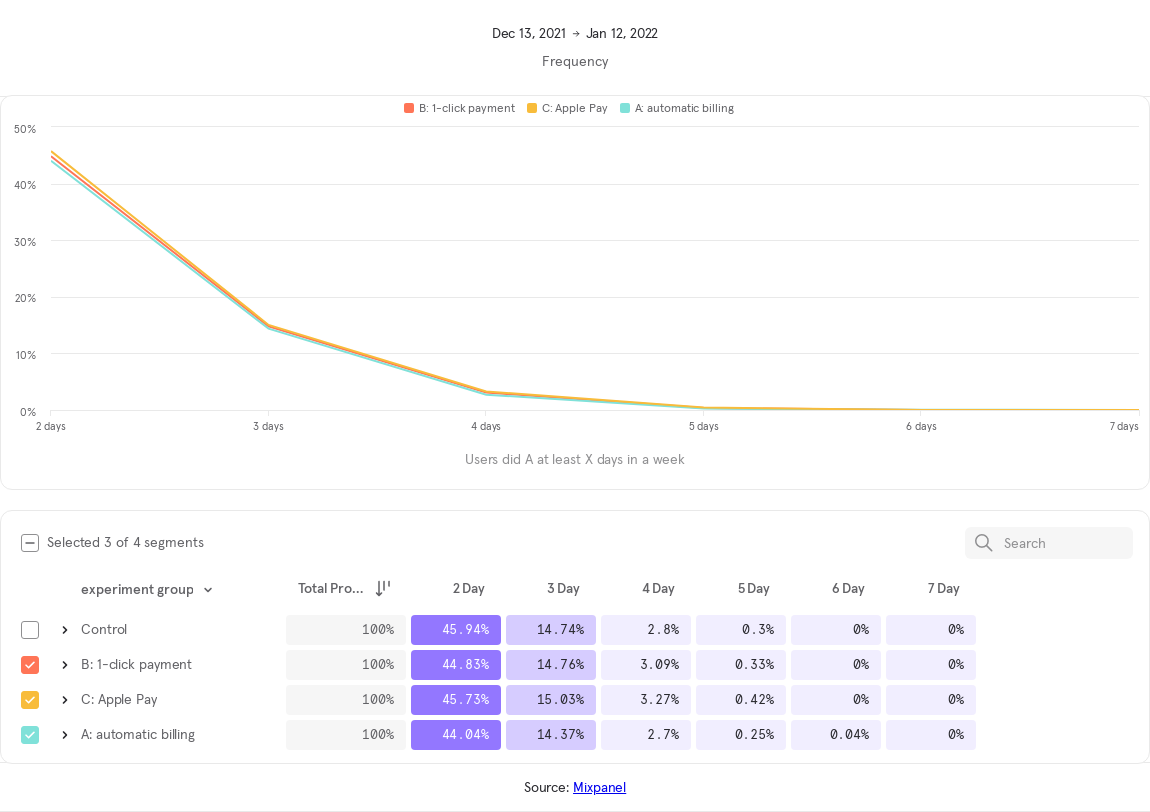 Dec 13, 2021 → Jan 12, 2022
Frequency
B: 1-click payment C: Apple Pay A: automatic billing
50%
40%
30%
20%
10%
0%
2 days 3 days 4 days 5 days 6 days 7 days
Users did A at least X days in a week
Selected 3 of 4 segments Search
experiment group Total Pro... 2 Day 3 Day 4 Day 5 Day 6 Day 7 Day
Control 100% 45.94% 14.74% 2.8% 0.3% 0% 0%
B: 1-click payment 100% 44.83% 14.76% 3.09% 0.33% 0% 0%
C: Apple Pay 100% 45.73% 15.03% 3.27% 0.42% 0% 0%
A: automatic billing 100% 44.04% 14.37% 2.7% 0.25% 0.04% 0%
Source: Mixpanel